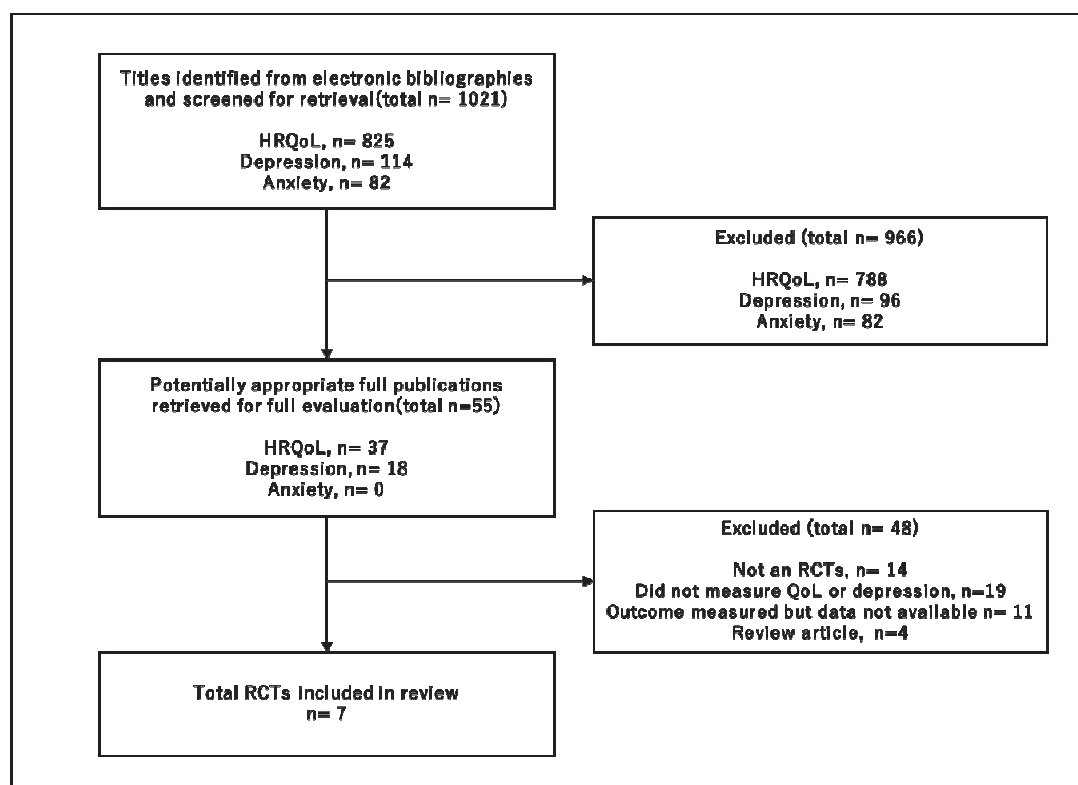 Titles identified from electronic bibliographies
and screened for retrieval(total n= 1021)
HRQoL, n= 825
Depression, n= 114
Anxiety, n= 82
Excluded (total n= 966)
HRQoL, n= 788
Depression, n= 96
Anxiety, n= 82
Potentially appropriate full publications
retrieved for full evaluation(total n=55)
HRQoL, n= 37
Depression, n= 18
Anxiety, n= 0
Excluded (total n= 48)
Not an RCTs, n= 14
Did not measure QoL or depression, n=19
Outcome measured but data not available n= 11
Review article, n=4
Total RCTs included in review
n= 7